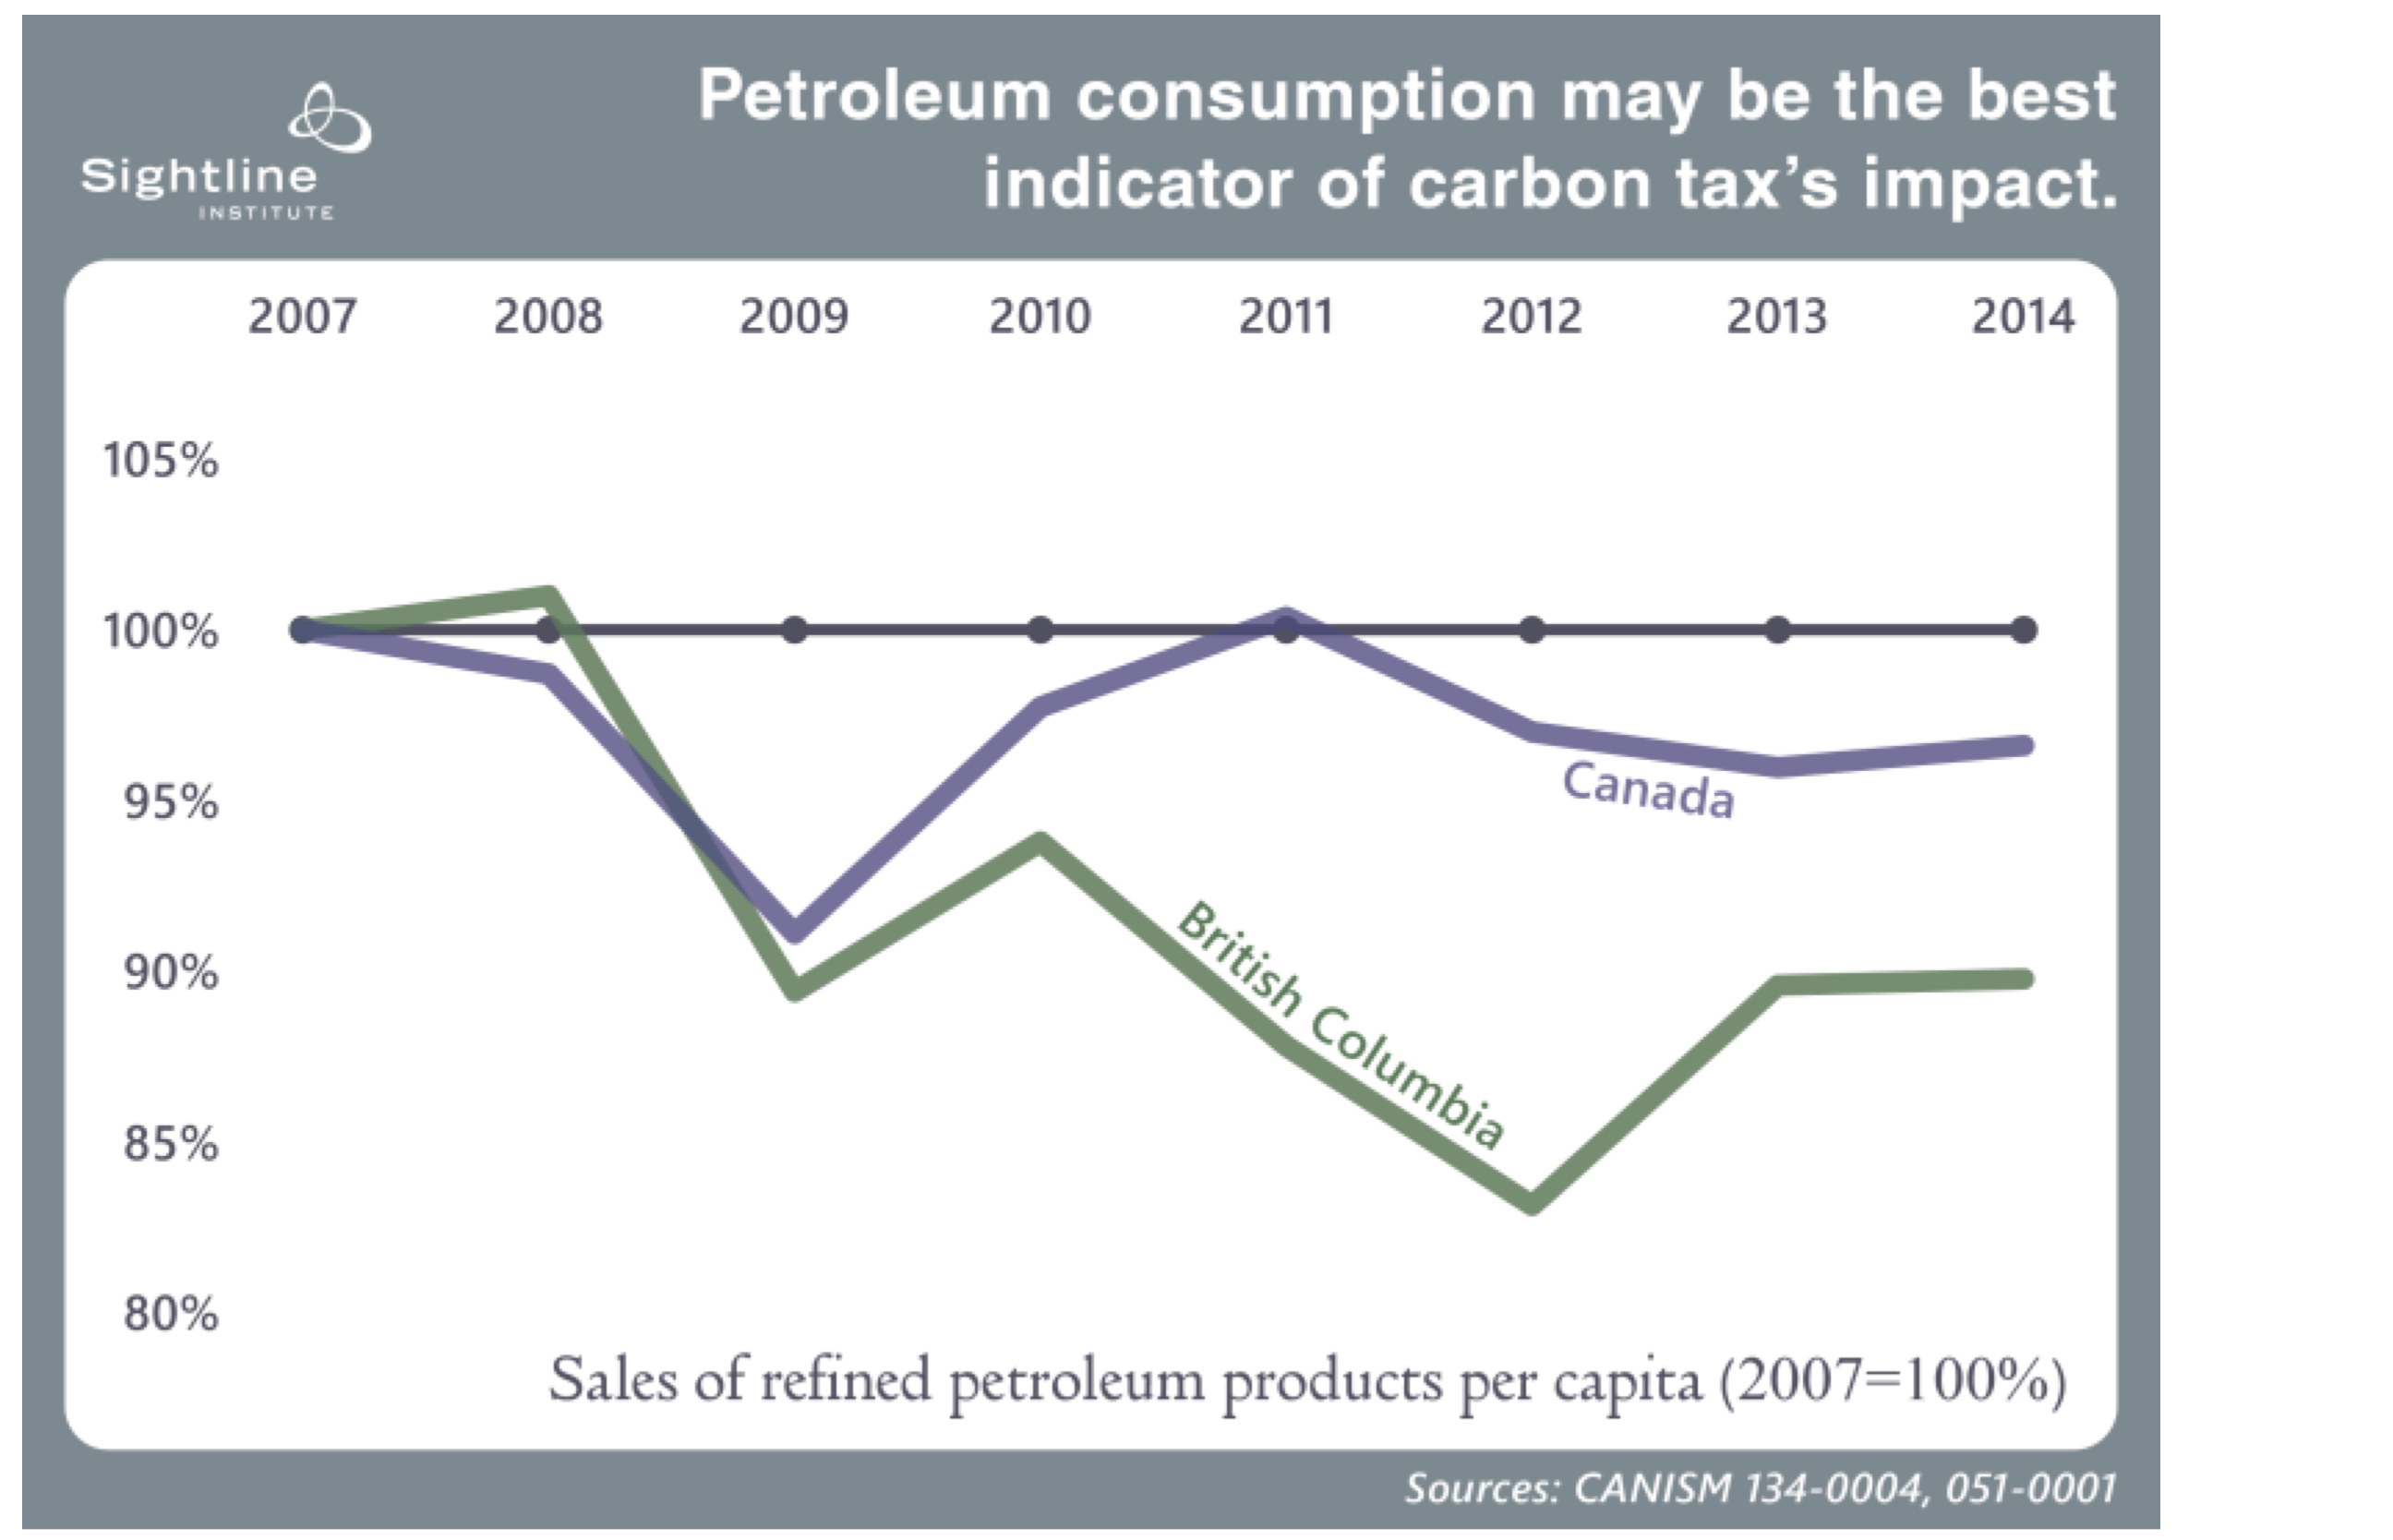 Sightline
INSTITUTE
Petroleum consumption may be the best
indicator of carbon tax’s impact.
2007 2008 2009 2010 2011 2012 2013 2014
105%
100%
95%
90%
85%
80%
Canada
British Columbia
Sales of refined petroleum products per capita (2007=100%)
Sources: CANISM 134-0004, 051-0001